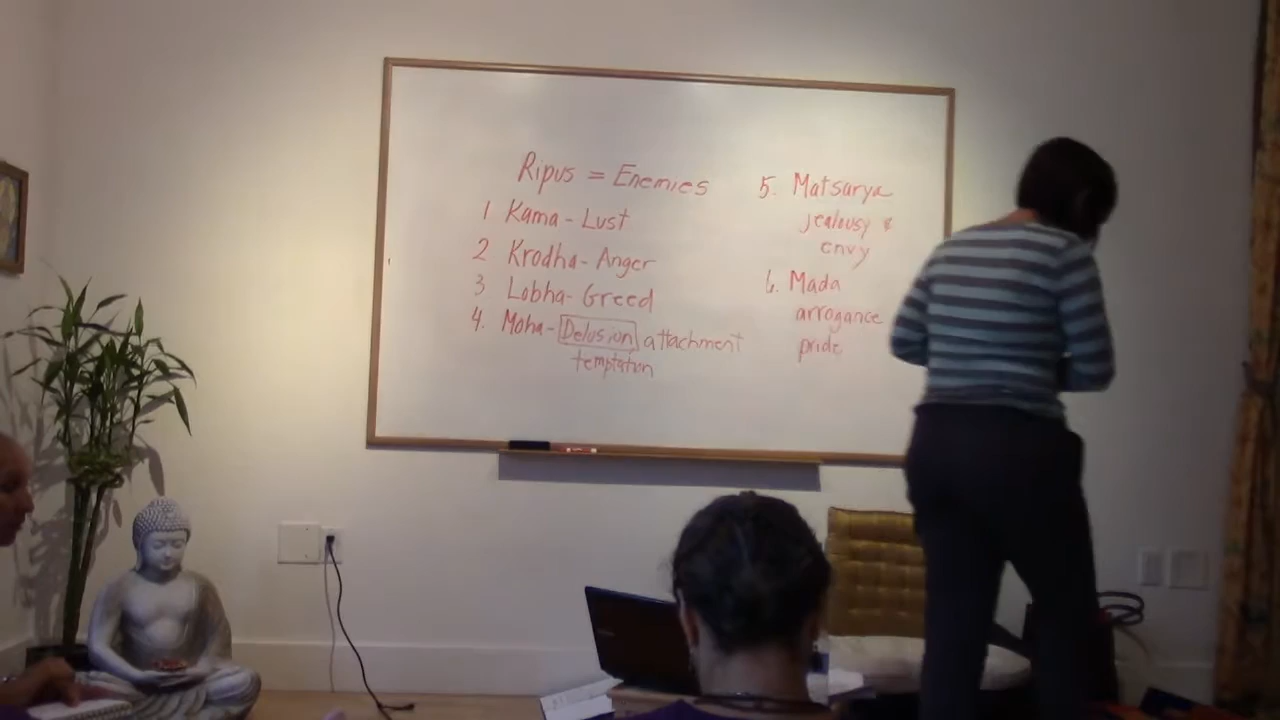 Ripus = Enemies
1 Kama - Lust
2 Krodha - Anger
3 Lobha - Greed
4. Moha - Delusion attachment
temptation
5. Matsarya
jealousy &
envy
6. Mada
arrogance
pride